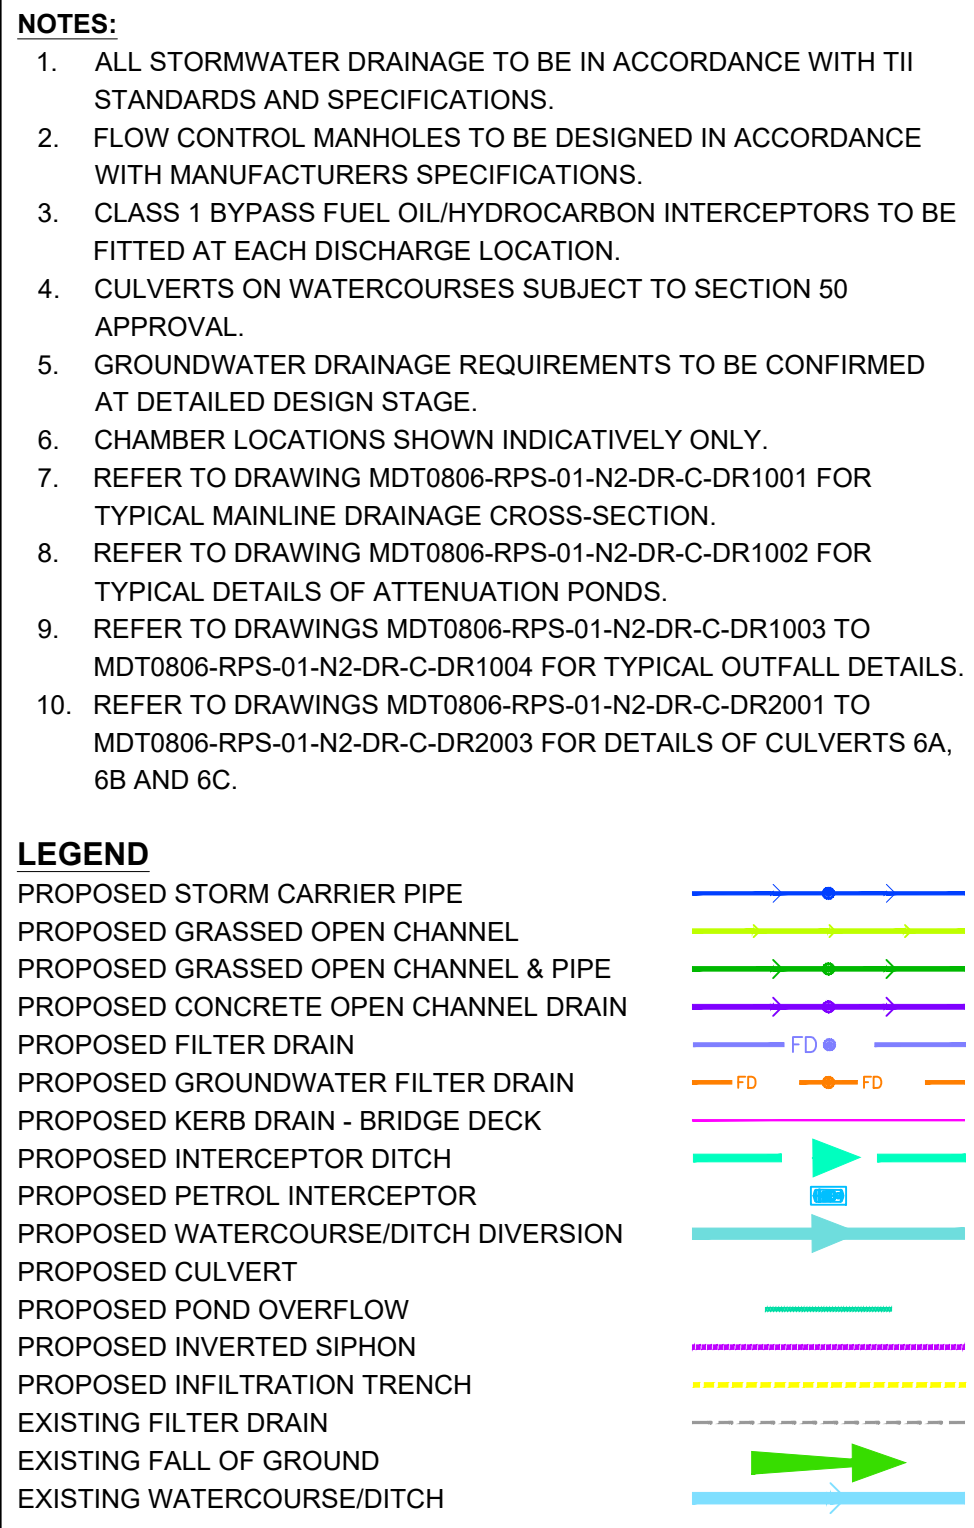 NOTES:
1. ALL STORMWATER DRAINAGE TO BE IN ACCORDANCE WITH TII
STANDARDS AND SPECIFICATIONS.
2. FLOW CONTROL MANHOLES TO BE DESIGNED IN ACCORDANCE
WITH MANUFACTURERS SPECIFICATIONS.
3. CLASS 1 BYPASS FUEL OIL/HYDROCARBON INTERCEPTORS TO BE
FITTED AT EACH DISCHARGE LOCATION.
4. CULVERTS ON WATERCOURSES SUBJECT TO SECTION 50
APPROVAL.
5. GROUNDWATER DRAINAGE REQUIREMENTS TO BE CONFIRMED
AT DETAILED DESIGN STAGE.
6. CHAMBER LOCATIONS SHOWN INDICATIVELY ONLY.
7. REFER TO DRAWING MDT0806-RPS-01-N2-DR-C-DR1001 FOR
TYPICAL MAINLINE DRAINAGE CROSS-SECTION.
8. REFER TO DRAWING MDT0806-RPS-01-N2-DR-C-DR1002 FOR
TYPICAL DETAILS OF ATTENUATION PONDS.
9. REFER TO DRAWINGS MDT0806-RPS-01-N2-DR-C-DR1003 TO
MDT0806-RPS-01-N2-DR-C-DR1004 FOR TYPICAL OUTFALL DETAILS.
10. REFER TO DRAWINGS MDT0806-RPS-01-N2-DR-C-DR2001 TO
MDT0806-RPS-01-N2-DR-C-DR2003 FOR DETAILS OF CULVERTS 6A,
6B AND 6C.
LEGEND
PROPOSED STORM CARRIER PIPE
PROPOSED GRASSED OPEN CHANNEL
PROPOSED GRASSED OPEN CHANNEL & PIPE
PROPOSED CONCRETE OPEN CHANNEL DRAIN
PROPOSED FILTER DRAIN FD
PROPOSED GROUNDWATER FILTER DRAIN FD FD
PROPOSED KERB DRAIN - BRIDGE DECK
PROPOSED INTERCEPTOR DITCH
PROPOSED PETROL INTERCEPTOR
PROPOSED WATERCOURSE/DITCH DIVERSION
PROPOSED CULVERT
PROPOSED POND OVERFLOW
PROPOSED INVERTED SIPHON
PROPOSED INFILTRATION TRENCH
EXISTING FILTER DRAIN
EXISTING FALL OF GROUND
EXISTING WATERCOURSE/DITCH